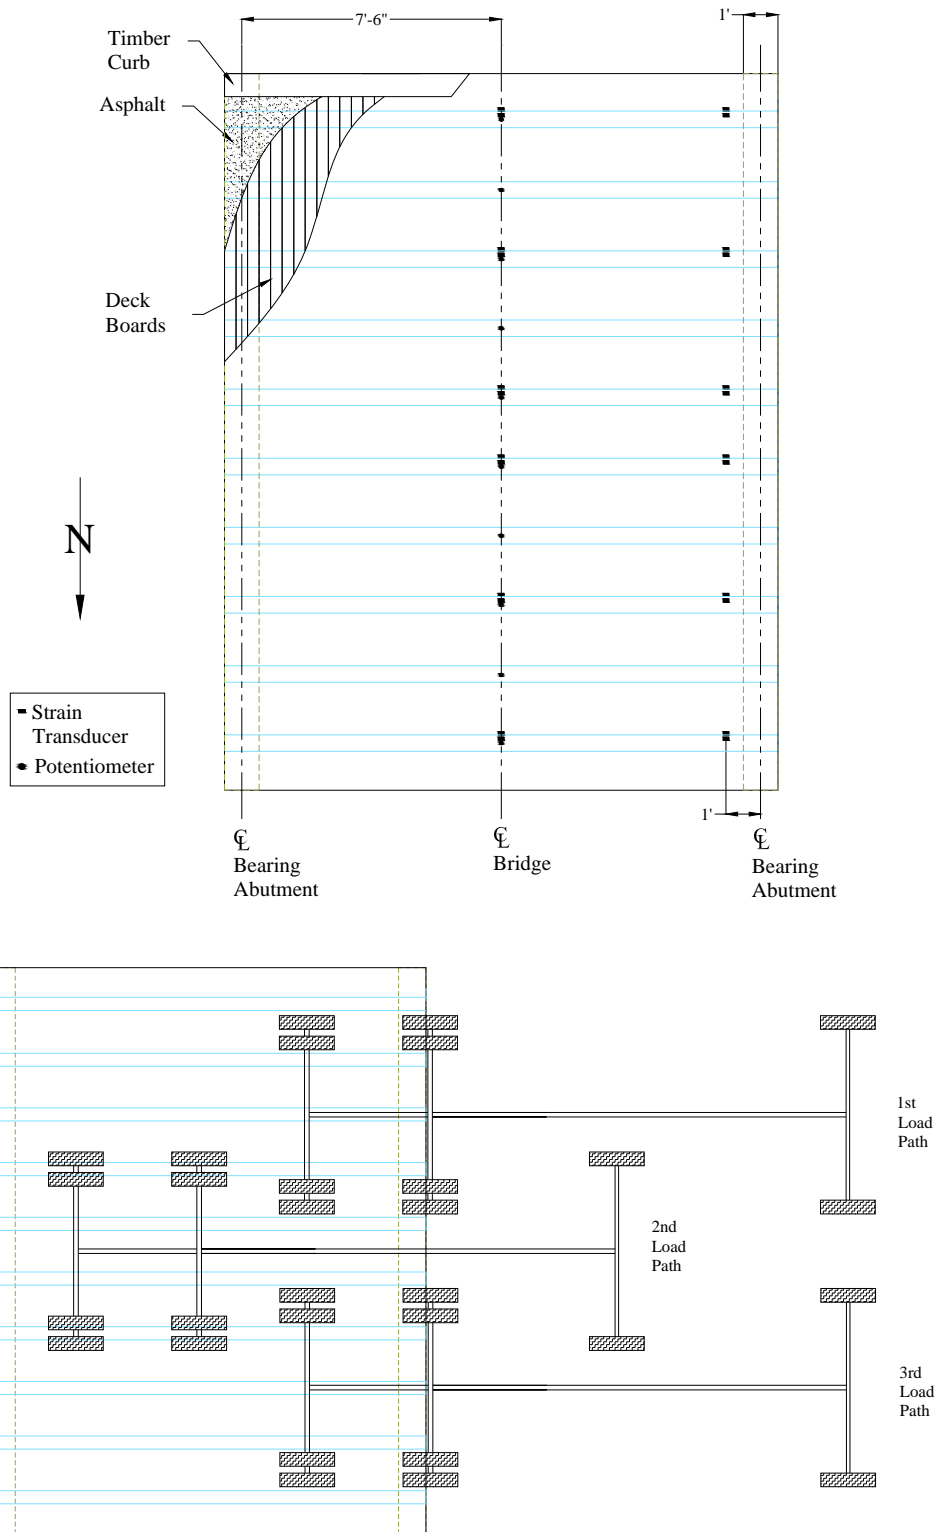 7'-6"
1'
Timber
Curb
Asphalt
Deck
Boards
N
Strain
Transducer
Potentiometer
1'
℄
Bearing
Abutment
℄
Bridge
℄
Bearing
Abutment
1st
Load
Path
2nd
Load
Path
3rd
Load
Path